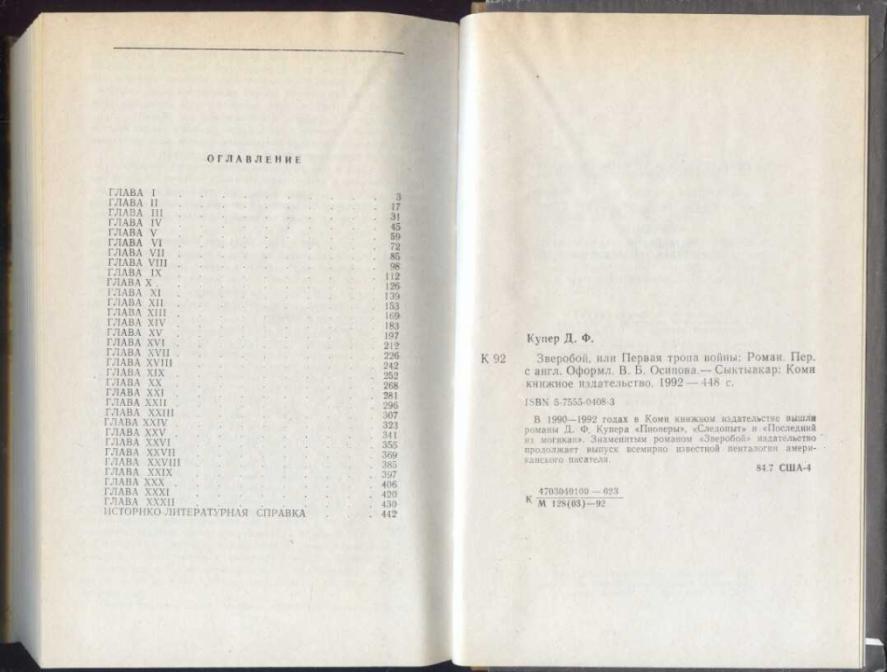 ОГЛАВЛЕНИЕ
ГЛАВА I 3
ГЛАВА II 17
ГЛАВА III 31
ГЛАВА IV 45
ГЛАВА V 59
ГЛАВА VI 72
ГЛАВА VII 85
ГЛАВА VIII 98
ГЛАВА IX 112
ГЛАВА X 126
ГЛАВА XI 139
ГЛАВА XII 153
ГЛАВА XIII 169
ГЛАВА XIV 183
ГЛАВА XV 197
ГЛАВА XVI 212
ГЛАВА XVII 226
ГЛАВА XVIII 242
ГЛАВА XIX 252
ГЛАВА XX 268
ГЛАВА XXI 281
ГЛАВА XXII 296
ГЛАВА XXIII 307
ГЛАВА XXIV 323
ГЛАВА XXV 341
ГЛАВА XXVI 355
ГЛАВА XXVII 369
ГЛАВА XXVIII 385
ГЛАВА XXIX 397
ГЛАВА XXX 406
ГЛАВА XXXI 420
ГЛАВА XXXII 430
ИСТОРИКО-ЛИТЕРАТУРНАЯ СПРАВКА 442
Купер Д. Ф.
К 92 Зверобой, или Первая тропа войны: Роман. Пер.
с англ. Оформл. В. Б. Осипова.— Сыктывкар: Коми
книжное издательство, 1992 — 448 с.
ISBN 5-7555-0408-3
В 1990—1992 годах в Коми книжном издательстве вышли
романы Д. Ф. Купера «Пионеры», «Следопыт» и «Последний
из могикан». Знаменитым романом «Зверобой» издательство
продолжает выпуск всемирно известной пенталогии амери-
канского писателя.
84.7 США-4
К 4703040100 — 023
М 128(03)—92